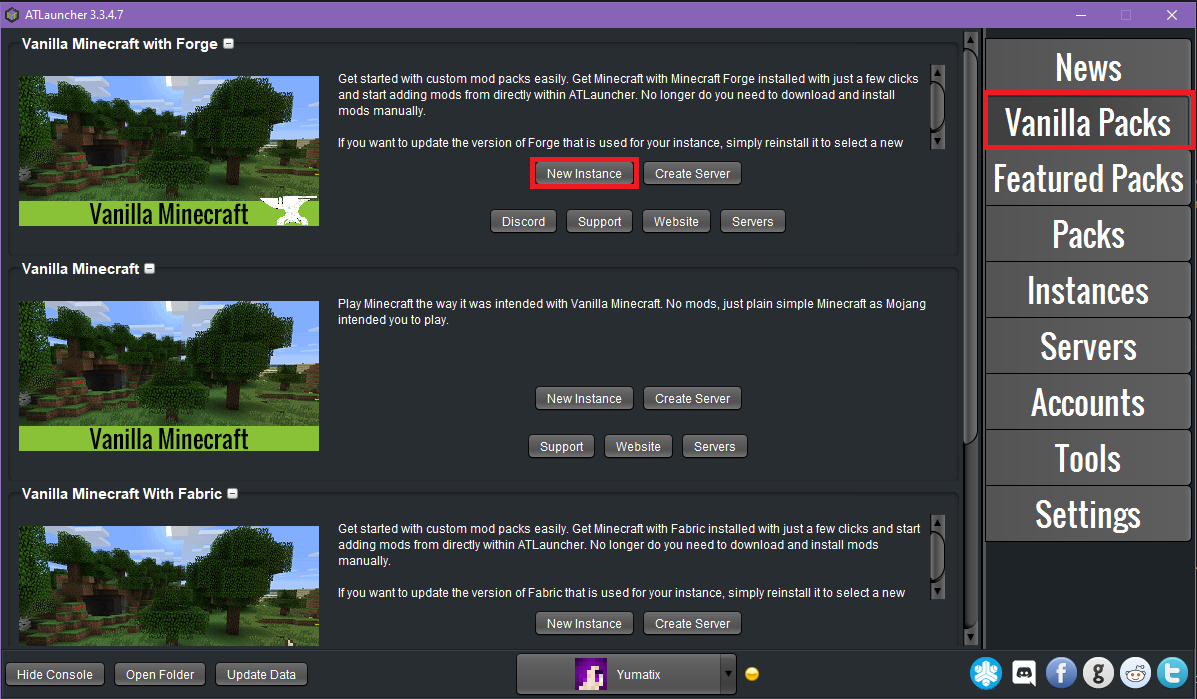 ATLauncher 3.3.4.7
Vanilla Minecraft with Forge
Get started with custom mod packs easily. Get Minecraft with Minecraft Forge installed with just a few clicks
and start adding mods from directly within ATLauncher. No longer do you need to download and install
mods manually.
If you want to update the version of Forge that is used for your instance, simply reinstall it to select a new
New Instance
Create Server
Vanilla Minecraft
Discord
Support
Website
Servers
Vanilla Minecraft
Play Minecraft the way it was intended with Vanilla Minecraft. No mods, just plain simple Minecraft as Mojang
intended you to play.
New Instance
Create Server
Vanilla Minecraft
Support
Website
Servers
Vanilla Minecraft With Fabric
Get started with custom mod packs easily. Get Minecraft with Fabric installed with just a few clicks and start
adding mods from directly within ATLauncher. No longer do you need to download and install mods
manually.
If you want to update the version of Fabric that is used for your instance, simply reinstall it to select a new
New Instance
Create Server
News
Vanilla Packs
Featured Packs
Packs
Instances
Servers
Accounts
Tools
Settings
Hide Console
Open Folder
Update Data
Yumatix